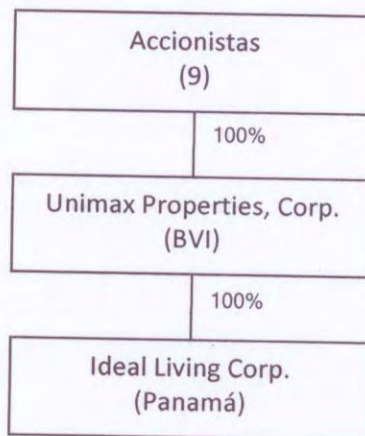 Accionistas
(9)
100%
Unimax Properties, Corp.
(BVI)
100%
Ideal Living Corp.
(Panamá)